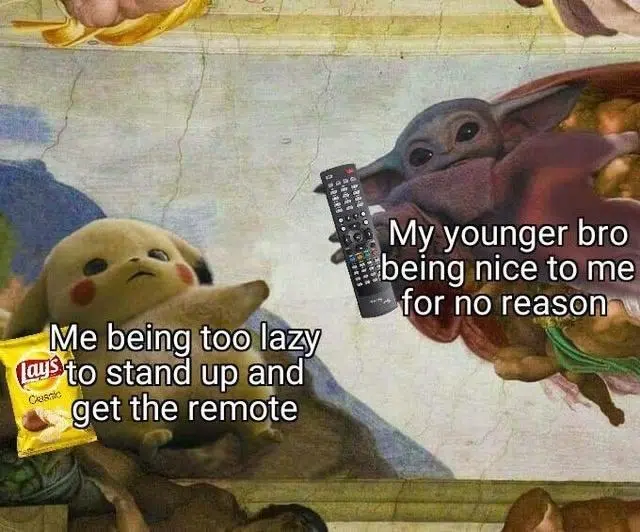 My younger bro
being nice to me
for no reason
Me being too lazy
to stand up and
get the remote
Lay's
Classic